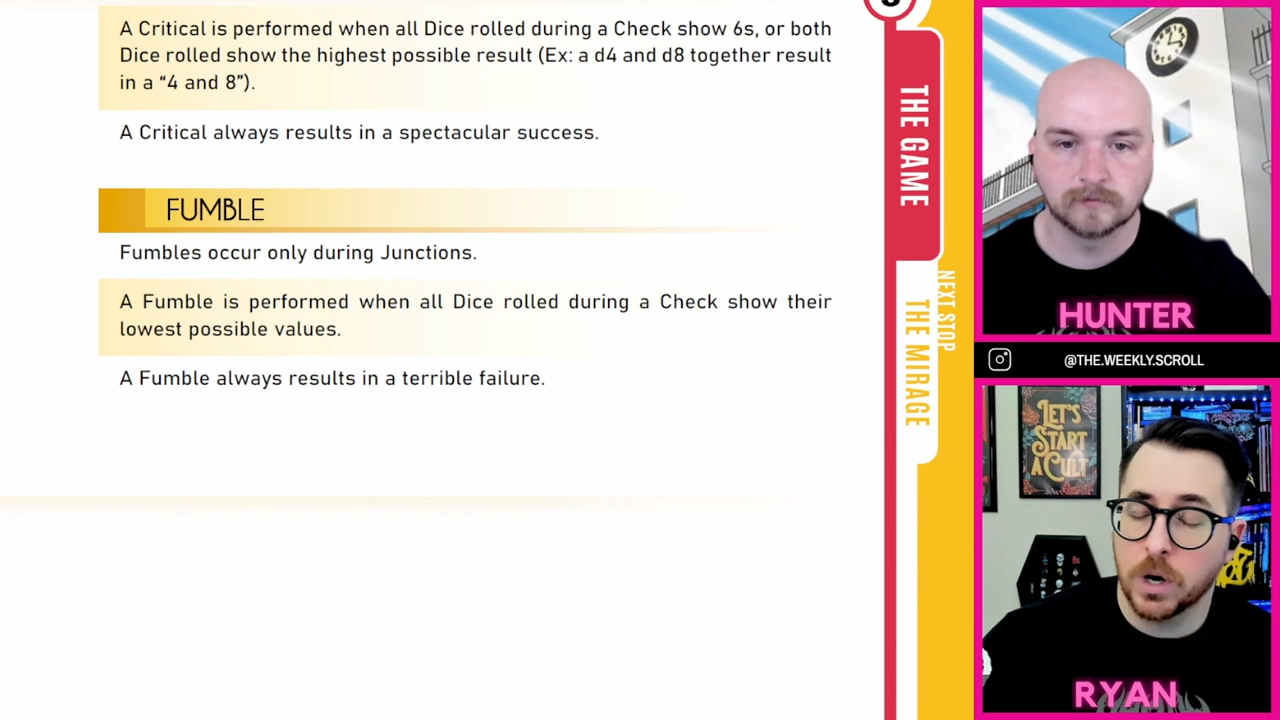 A Critical is performed when all Dice rolled during a Check show 6s, or both
Dice rolled show the highest possible result (Ex: a d4 and d8 together result
in a “4 and 8”).
A Critical always results in a spectacular success.
FUMBLE
Fumbles occur only during Junctions.
A Fumble is performed when all Dice rolled during a Check show their
lowest possible values.
A Fumble always results in a terrible failure.
THE GAME
NEXT STOP
THE MIRAGE
HUNTER
@THE.WEEKLY.SCROLL
LET'S
START
A CULT
RYAN